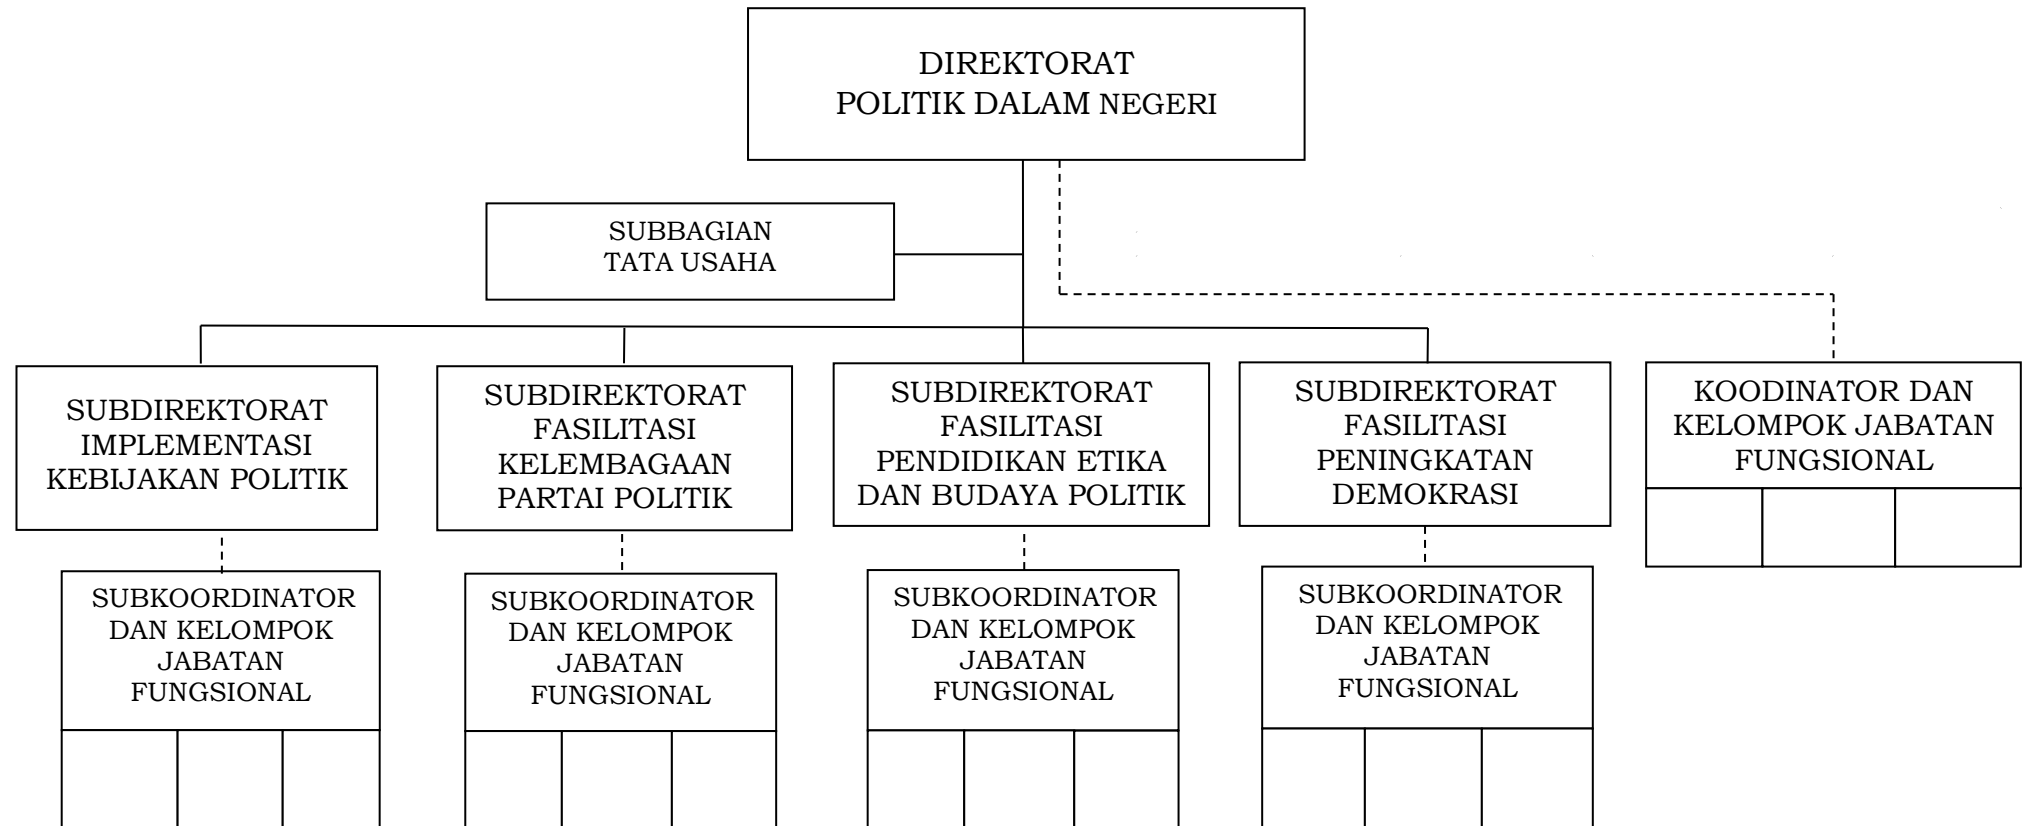 DIREKTORAT
POLITIK DALAM NEGERI
SUBBAGIAN
TATA USAHA
SUBDIREKTORAT
IMPLEMENTASI
KEBIJAKAN POLITIK
SUBDIREKTORAT
FASILITASI
KELEMBAGAAN
PARTAI POLITIK
SUBDIREKTORAT
FASILITASI
PENDIDIKAN ETIKA
DAN BUDAYA POLITIK
SUBDIREKTORAT
FASILITASI
PENINGKATAN
DEMOKRASI
KOODINATOR DAN
KELOMPOK JABATAN
FUNGSIONAL
SUBKOORDINATOR
DAN KELOMPOK
JABATAN
FUNGSIONAL
SUBKOORDINATOR
DAN KELOMPOK
JABATAN
FUNGSIONAL
SUBKOORDINATOR
DAN KELOMPOK
JABATAN
FUNGSIONAL
SUBKOORDINATOR
DAN KELOMPOK
JABATAN
FUNGSIONAL